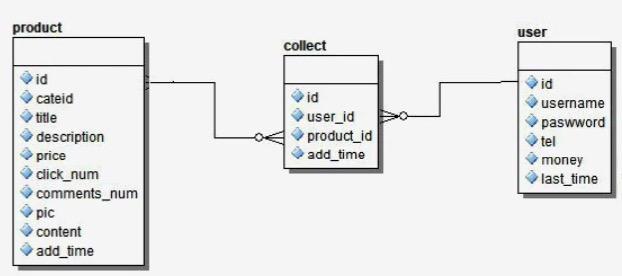 product
id
cateid
title
description
price
click_num
comments_num
pic
content
add_time
collect
id
user_id
product_id
add_time
user
id
username
paswword
tel
money
last_time